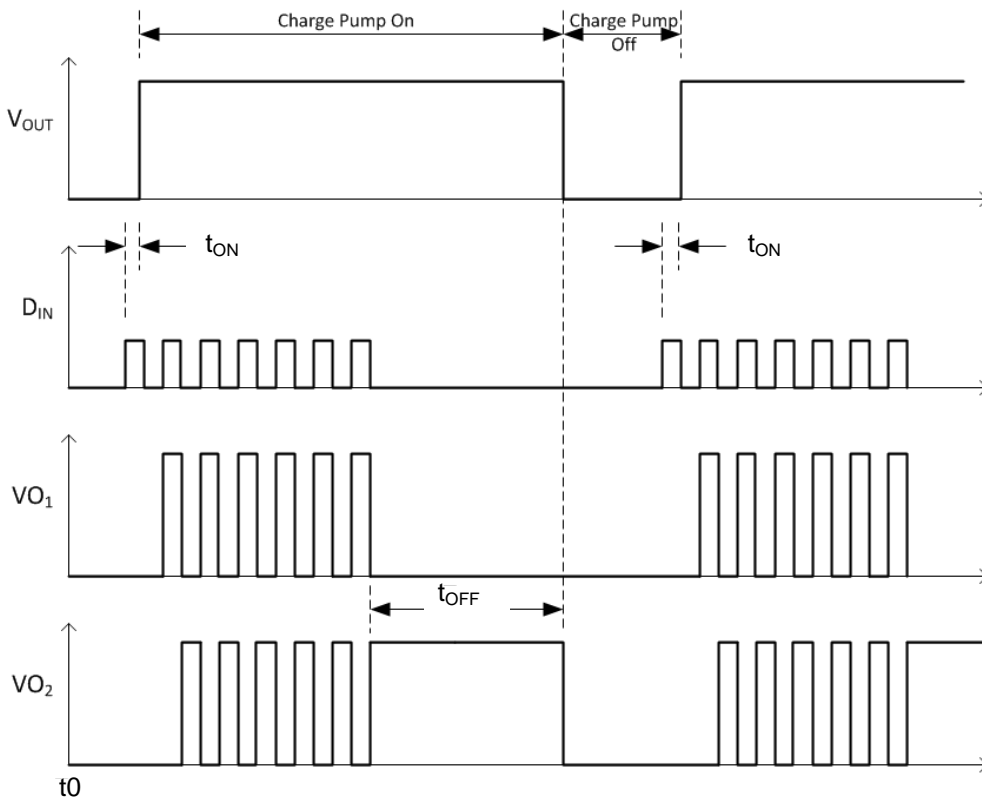 Charge Pump On
Charge Pump
Off
VOUT
tON
tON
DIN
VO1
tOFF
VO2
t0